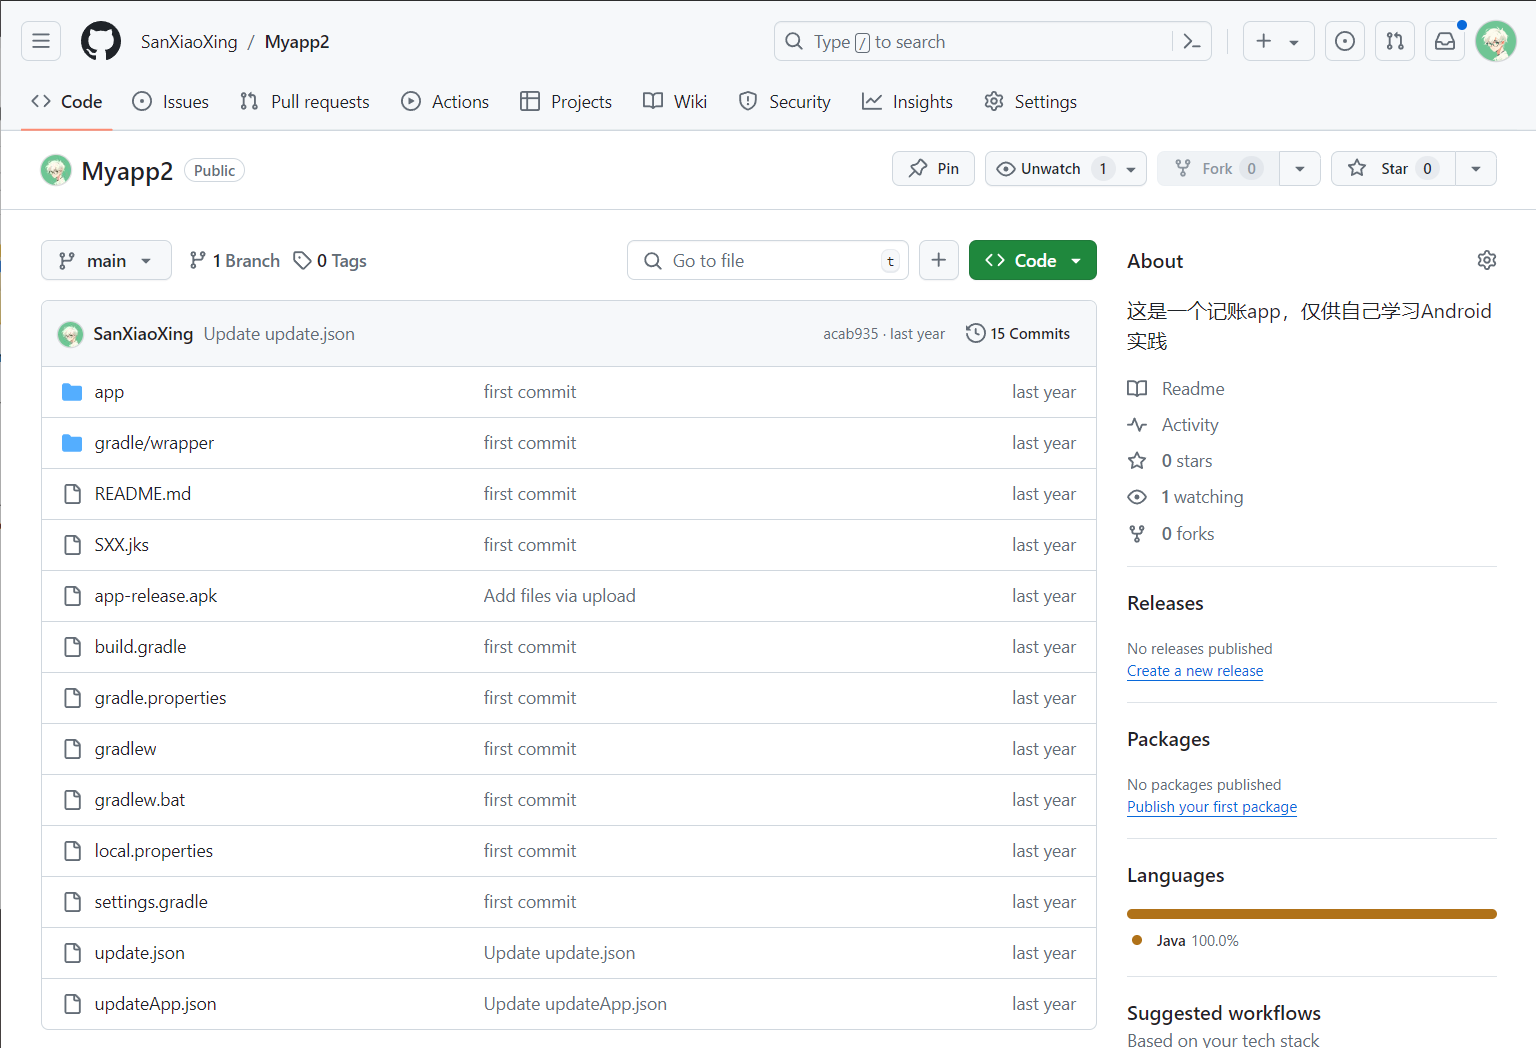 SanXiaoXing / Myapp2
Type / to search
Code Issues Pull requests Actions Projects Wiki Security Insights Settings
Myapp2 Public
Pin Unwatch 1 Fork 0 Star 0
main 1 Branch 0 Tags
Go to file t
Code
SanXiaoXing Update update.json acab935 · last year 15 Commits
app first commit last year
gradle/wrapper first commit last year
README.md first commit last year
SXX.jks first commit last year
app-release.apk Add files via upload last year
build.gradle first commit last year
gradle.properties first commit last year
gradlew first commit last year
gradlew.bat first commit last year
local.properties first commit last year
settings.gradle first commit last year
update.json Update update.json last year
updateApp.json Update updateApp.json last year
About
这是一个记账app，仅供自己学习Android
实践
Readme
Activity
0 stars
1 watching
0 forks
Releases
No releases published
Create a new release
Packages
No packages published
Publish your first package
Languages
Java 100.0%
Suggested workflows
Based on your tech stack